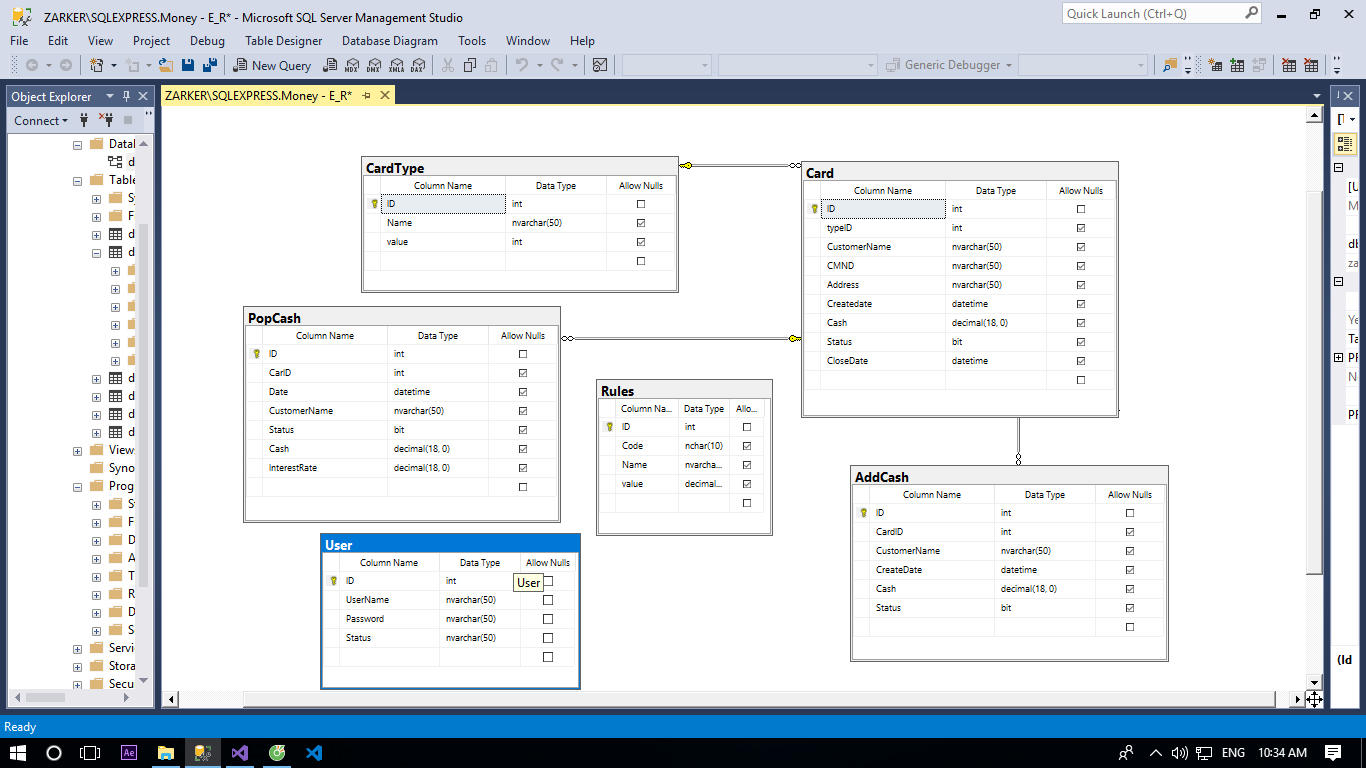 ZARKER\SQLEXPRESS.Money - E_R* - Microsoft SQL Server Management Studio
Quick Launch (Ctrl+Q)
File Edit View Project Debug Table Designer Database Diagram Tools Window Help
New Query MDX DMX XMLA DAX Generic Debugger
Object Explorer
ZARKER\SQLEXPRESS.Money - E_R*
Connect
Datal
d
Table
Sy
F
d
d
d
d
d
d
View
Syno
Prog
S
F
D
A
T
R
D
S
Servi
Stora
Secu
CardType
Column Name Data Type Allow Nulls
ID int
Name nvarchar(50)
value int
Card
Column Name Data Type Allow Nulls
ID int
typeID int
CustomerName nvarchar(50)
CMND nvarchar(50)
Address nvarchar(50)
Createdate datetime
Cash decimal(18, 0)
Status bit
CloseDate datetime
PopCash
Column Name Data Type Allow Nulls
ID int
CarID int
Date datetime
CustomerName nvarchar(50)
Status bit
Cash decimal(18, 0)
InterestRate decimal(18, 0)
Rules
Column Na... Data Type Allo...
ID int
Code nchar(10)
Name nvarcha...
value decimal...
AddCash
Column Name Data Type Allow Nulls
ID int
CardID int
CustomerName nvarchar(50)
CreateDate datetime
Cash decimal(18, 0)
Status bit
User
Column Name Data Type Allow Nulls
ID int
User
UserName nvarchar(50)
Password nvarchar(50)
Status nvarchar(50)
[U
M
db
za
Ye
Ta
PF
N
PF
(Id
Ready
Ae
ENG 10:34 AM